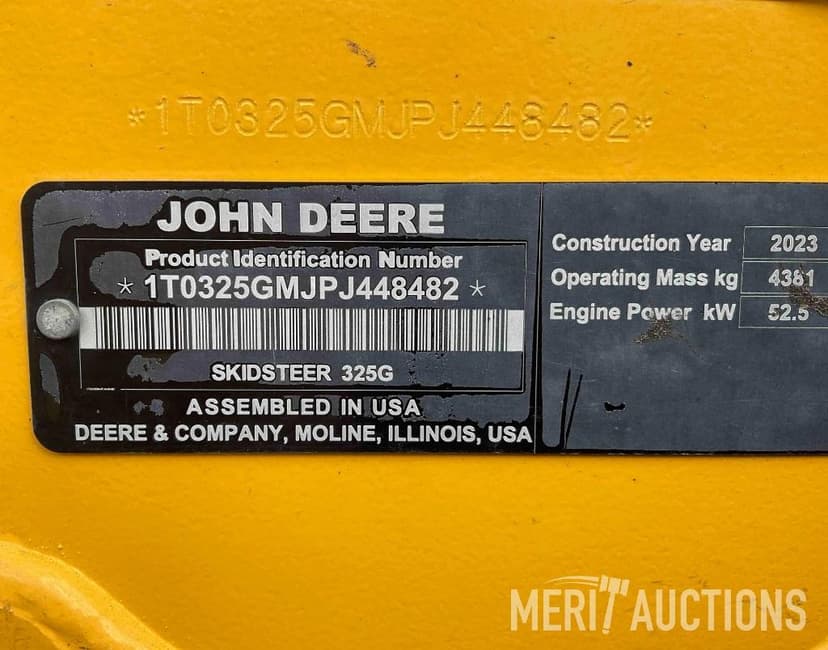 *1T0325GMJPJ448482*
JOHN DEERE
Product Identification Number
* 1T0325GMJPJ448482 *
SKIDSTEER 325G
ASSEMBLED IN USA
DEERE & COMPANY, MOLINE, ILLINOIS, USA
Construction Year 2023
Operating Mass kg 4381
Engine Power kW 52.5
MERIT AUCTIONS